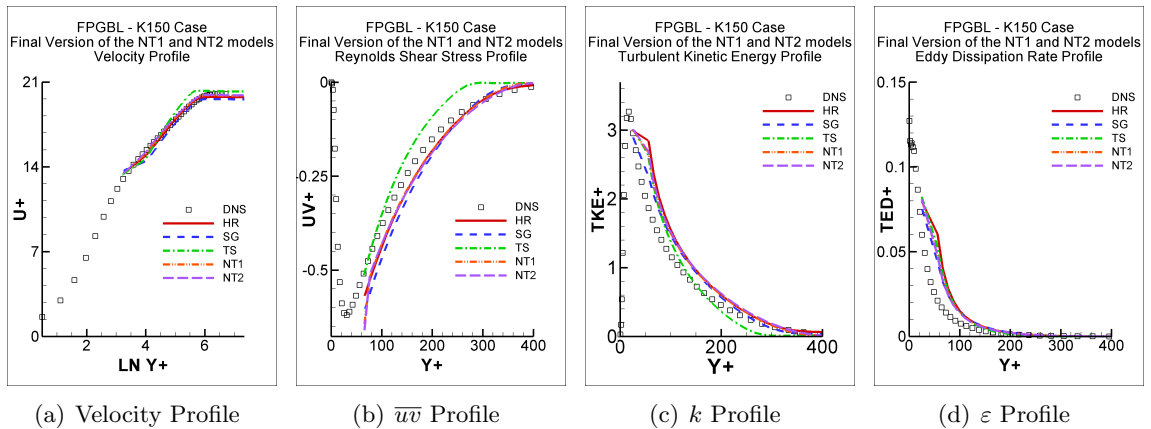 FPGBL - K150 Case
Final Version of the NT1 and NT2 models
Velocity Profile
U+
21
14
7
0
2
4
6
LN Y+
DNS
HR
SG
TS
NT1
NT2
(a) Velocity Profile
FPGBL - K150 Case
Final Version of the NT1 and NT2 models
Reynolds Shear Stress Profile
UV+
0
-0.25
-0.5
0
100
200
300
400
Y+
DNS
HR
SG
TS
NT1
NT2
(b) uv Profile
FPGBL - K150 Case
Final Version of the NT1 and NT2 models
Turbulent Kinetic Energy Profile
TKE+
3
2
1
0
0
200
400
Y+
DNS
HR
SG
TS
NT1
NT2
(c) k Profile
FPGBL - K150 Case
Final Version of the NT1 and NT2 models
Eddy Dissipation Rate Profile
TED+
0.15
0.1
0.05
0
0
100
200
300
400
Y+
DNS
HR
SG
TS
NT1
NT2
(d) ε Profile